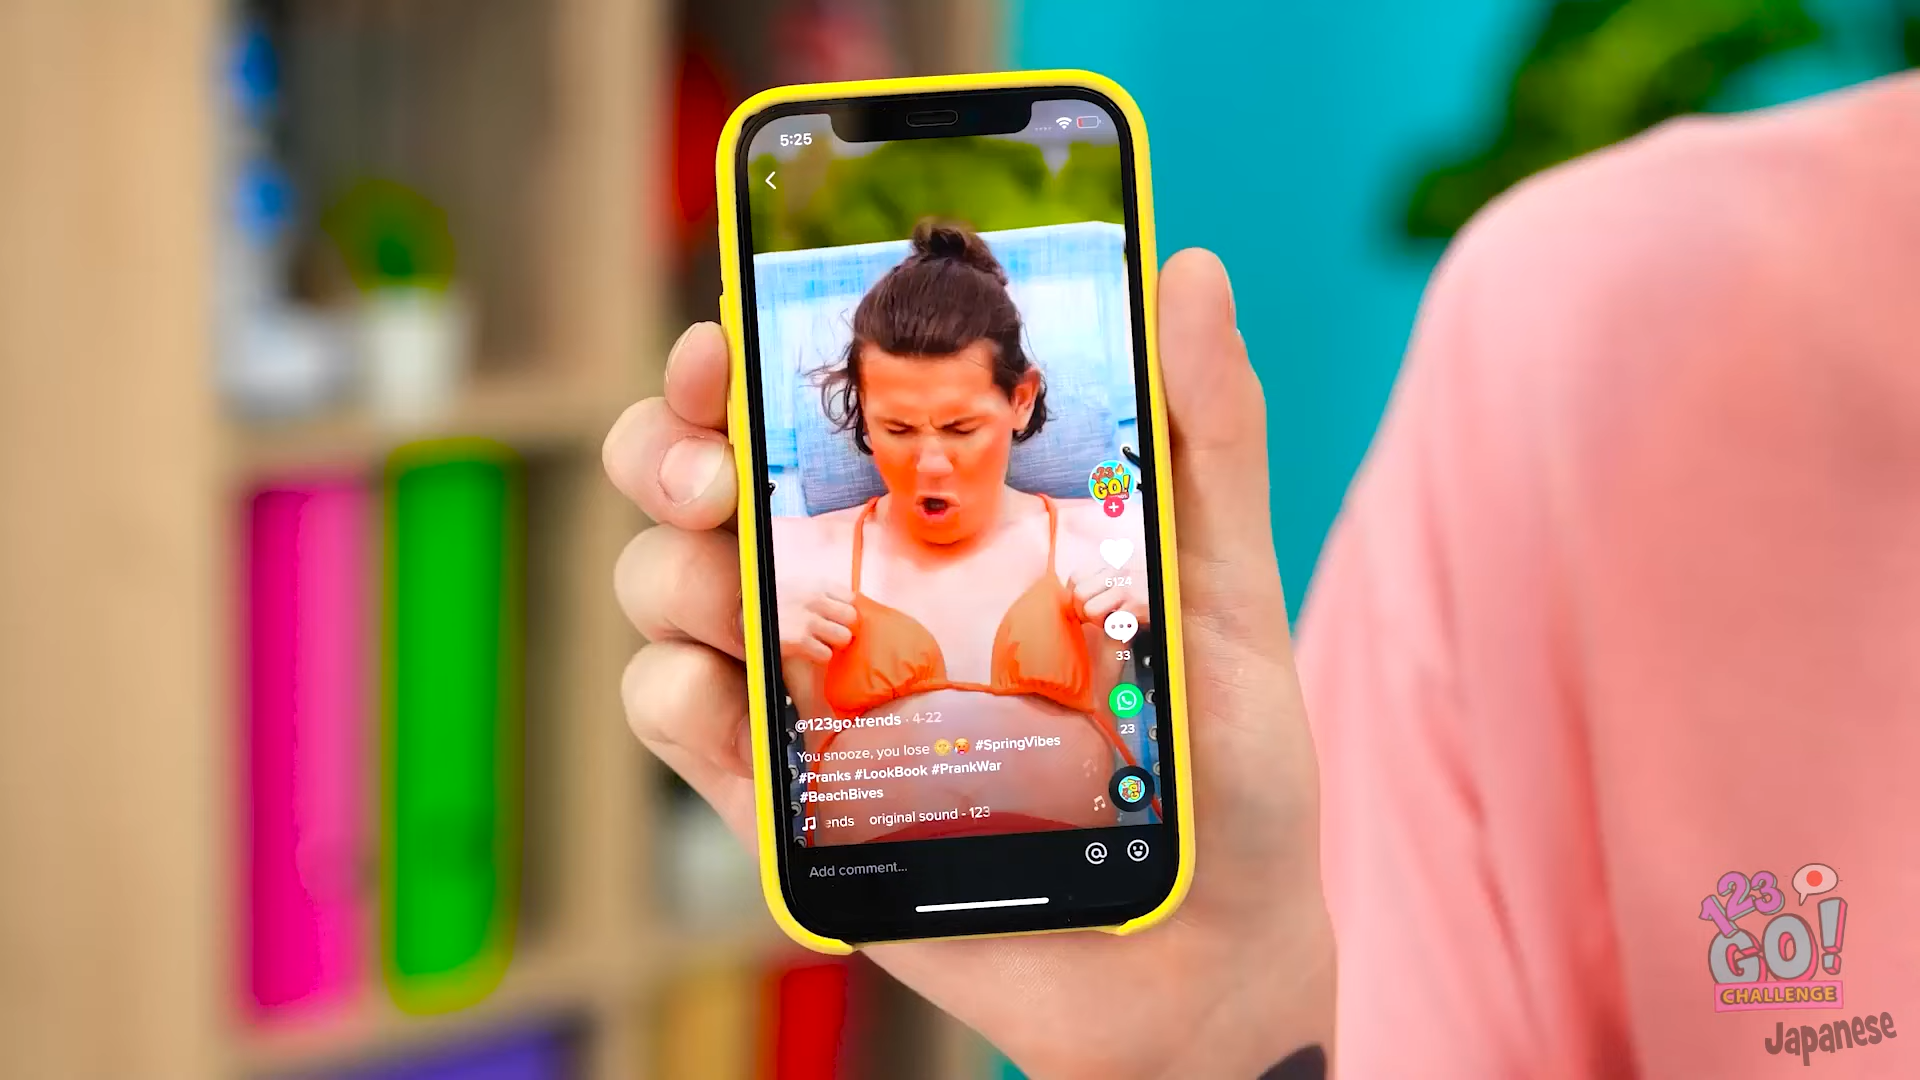 5:25
123
GO!
6124
33
23
@123go.trends · 4-22
You snooze, you lose 🌞🥵 #SpringVibes
#Pranks #LookBook #PrankWar
#BeachBives
ends original sound - 123
Add comment...
123
GO!
CHALLENGE
Japanese